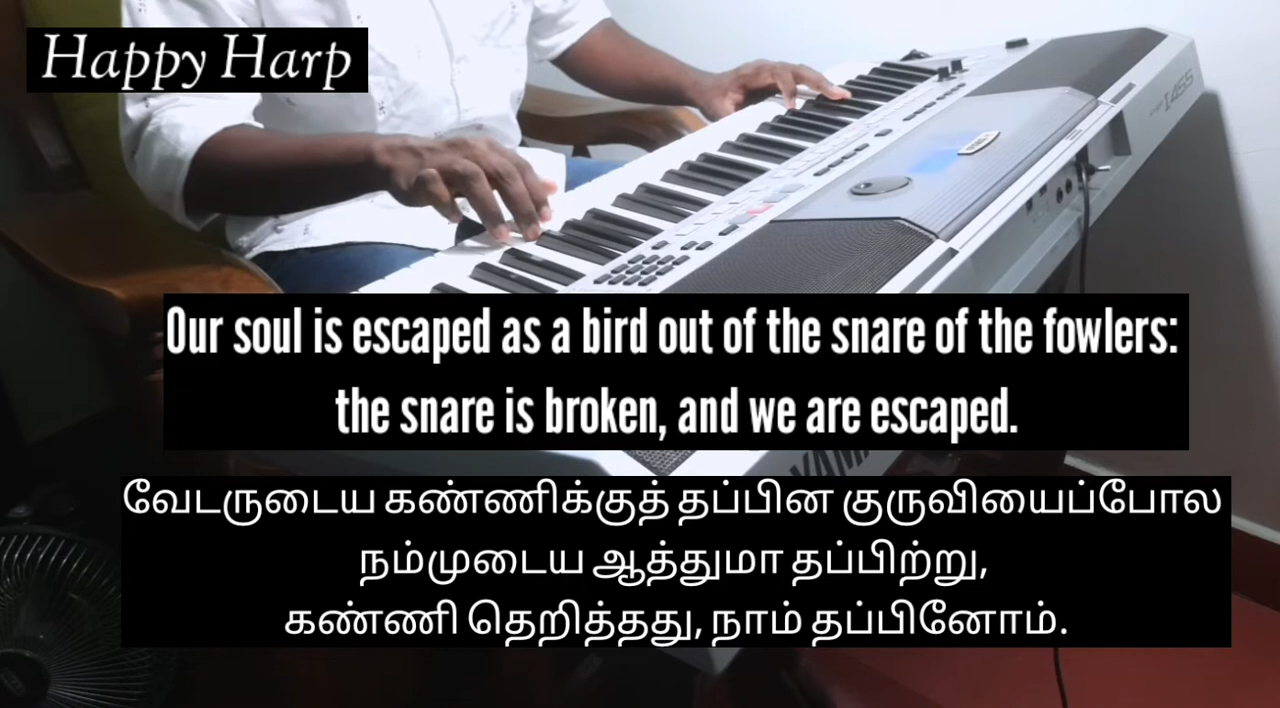 Happy Harp
I455
Our soul is escaped as a bird out of the snare of the fowlers:
the snare is broken, and we are escaped.
வேடருடைய கண்ணிக்குத் தப்பின குருவியைப்போல
நம்முடைய ஆத்துமா தப்பிற்று,
கண்ணி தெறித்தது, நாம் தப்பினோம்.